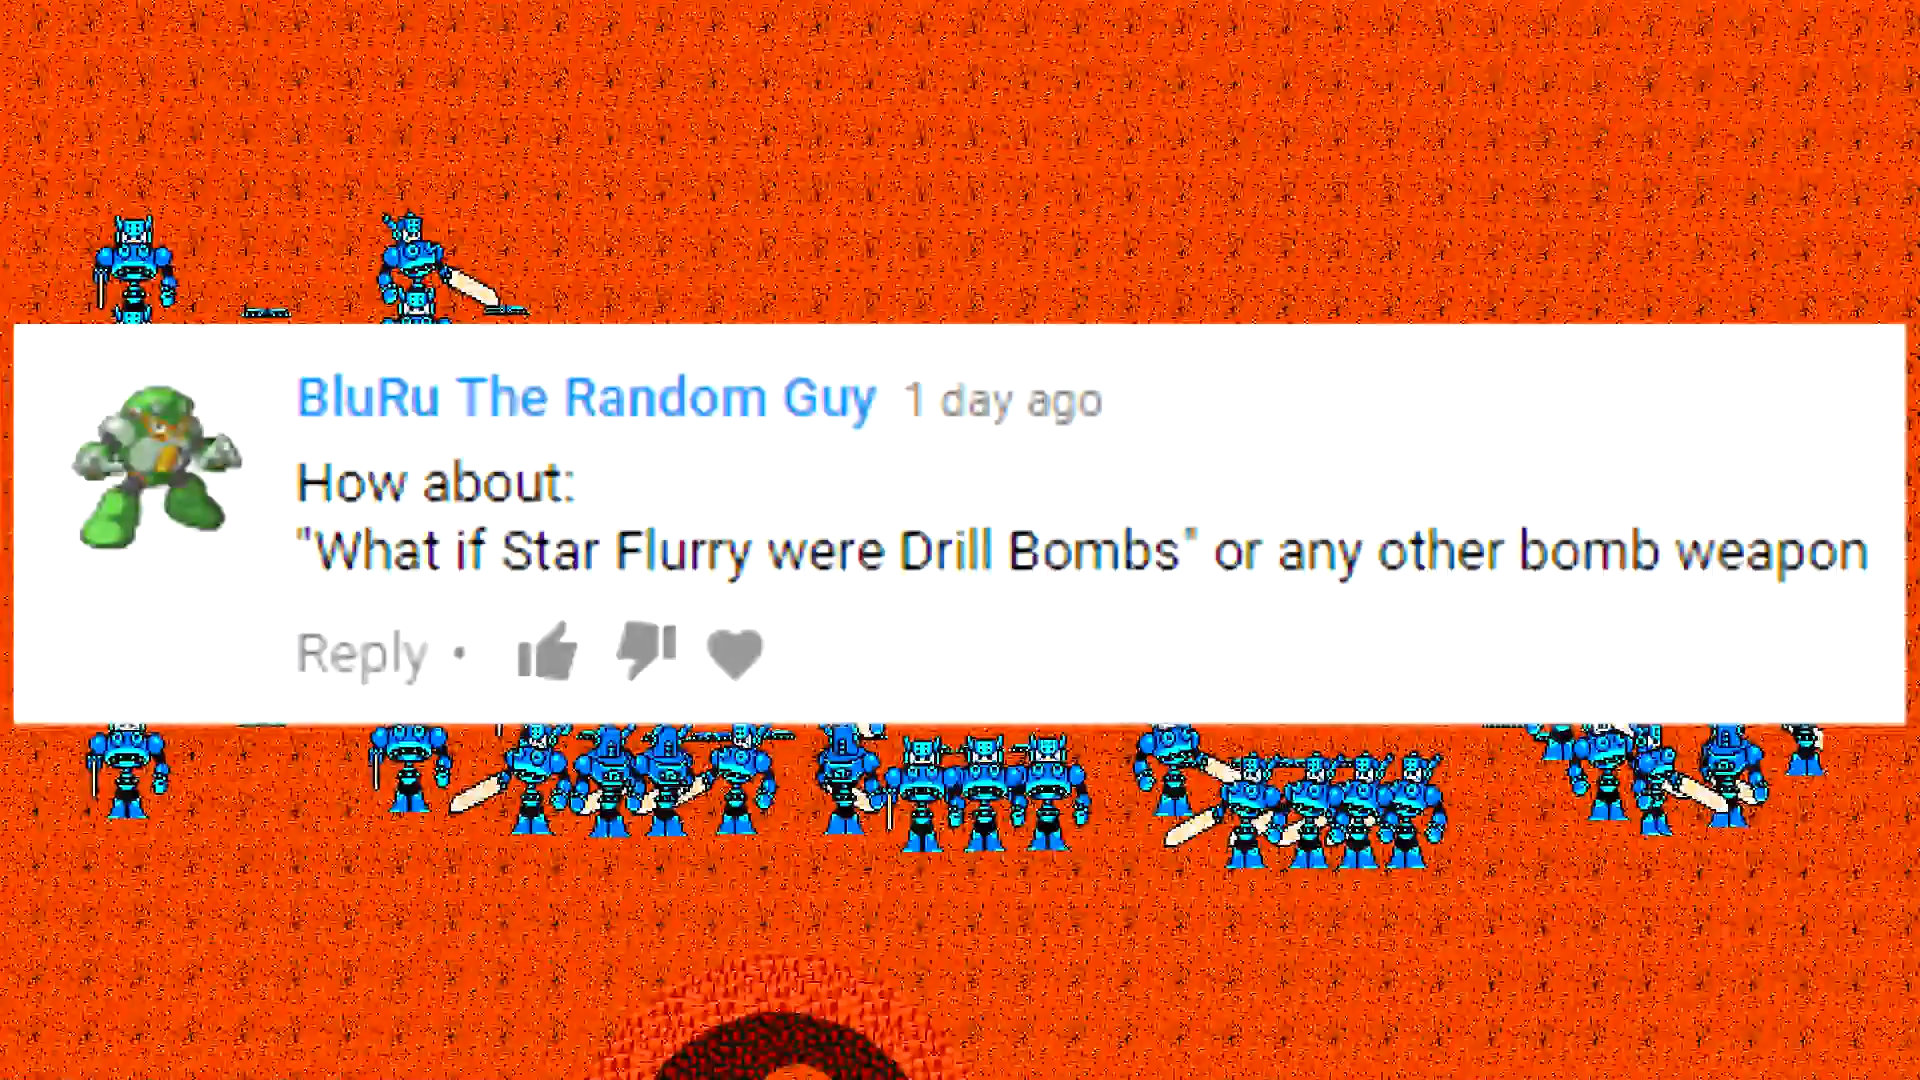 BluRu The Random Guy 1 day ago
How about:
"What if Star Flurry were Drill Bombs" or any other bomb weapon
Reply •